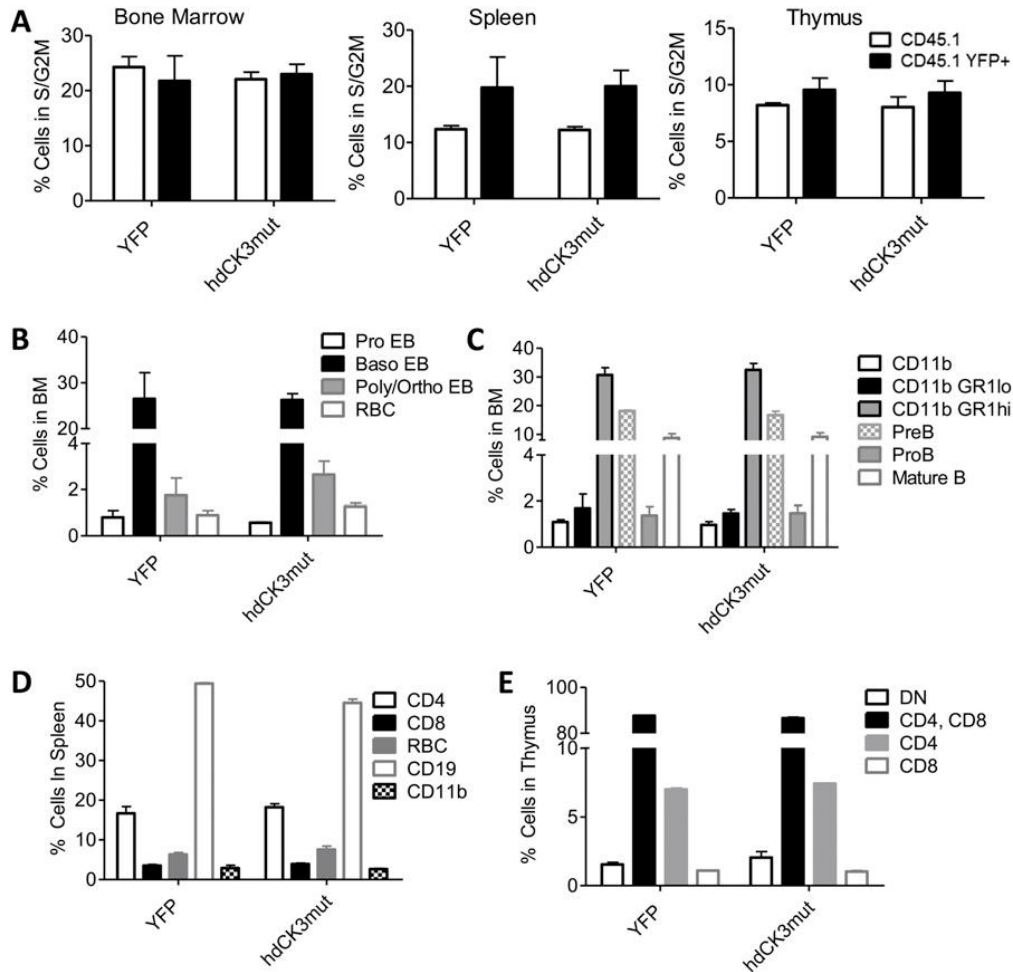 A
Bone Marrow
% Cells in S/G2M
30
20
10
0
YFP
hdCK3mut
Spleen
% Cells in S/G2M
30
20
10
0
YFP
hdCK3mut
Thymus
CD45.1
CD45.1 YFP+
% Cells in S/G2M
15
10
5
0
YFP
hdCK3mut
B
% Cells in BM
40
30
20
4
2
0
YFP
hdCK3mut
Pro EB
Baso EB
Poly/Ortho EB
RBC
C
% Cells in BM
40
30
20
10
4
2
0
YFP
hdCK3mut
CD11b
CD11b GR1lo
CD11b GR1hi
PreB
ProB
Mature B
D
% Cells In Spleen
50
40
30
20
10
0
YFP
hdCK3mut
CD4
CD8
RBC
CD19
CD11b
E
% Cells in Thymus
100
80
10
5
0
YFP
hdCK3mut
DN
CD4, CD8
CD4
CD8